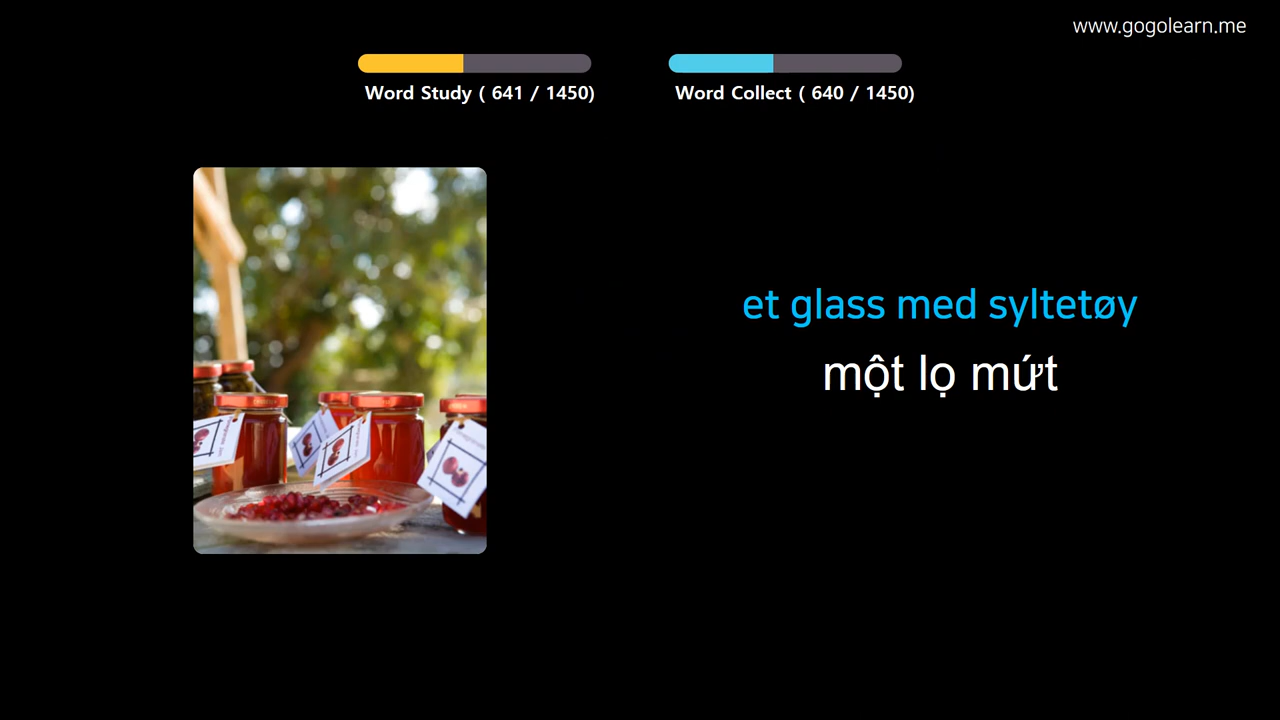 www.gogolearn.me
Word Study ( 641 / 1450)
Word Collect ( 640 / 1450)
et glass med syltetøy
một lọ mứt